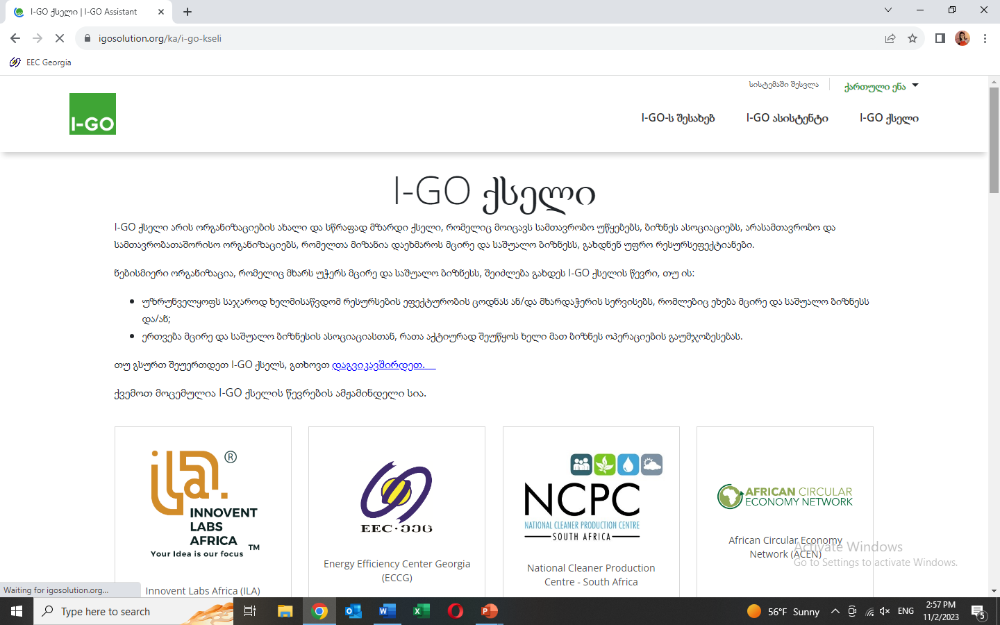 I-GO ქსელი | I-GO Assistant
igosolution.org/ka/i-go-kseli
EEC Georgia
სისტემაში შესვლა
ქართული ენა
I-GO
I-GO-ს შესახებ
I-GO ასისტენტი
I-GO ქსელი
I-GO ქსელი
I-GO ქსელი არის ორგანიზაციების ახალი და სწრაფად მზარდი ქსელი, რომელიც მოიცავს სამთავრობო უწყებებს, ბიზნეს ასოციაციებს, არასამთავრობო და
სამთავრობათაშორისო ორგანიზაციებს, რომელთა მიზანია დაეხმაროს მცირე და საშუალო ბიზნესს, გახდნენ უფრო რესურსეფექტიანები.
ნებისმიერი ორგანიზაცია, რომელიც მხარს უჭერს მცირე და საშუალო ბიზნესს, შეიძლება გახდეს I-GO ქსელის წევრი, თუ ის:
• უზრუნველყოფს საჯაროდ ხელმისაწვდომ რესურსების ეფექტურობის ცოდნას ან/და მხარდაჭერის სერვისებს, რომლებიც ეხება მცირე და საშუალო ბიზნესს
და/ან;
• ერთვება მცირე და საშუალო ბიზნესის ასოციაციასთან, რათა აქტიურად შეუწყოს ხელი მათ ბიზნეს ოპერაციების გაუმჯობესებას.
თუ გსურთ შეუერთდეთ I-GO ქსელს, გთხოვთ დაგვიკავშირდეთ.
ქვემოთ მოცემულია I-GO ქსელის წევრების ამჟამინდელი სია.
ila. ®
INNOVENT
LABS
AFRICA
TM
Your Idea is our focus
Innovent Labs Africa (ILA)
EEC·ეეც
Energy Efficiency Center Georgia
(ECCG)
NCPC
NATIONAL CLEANER PRODUCTION CENTRE
SOUTH AFRICA
National Cleaner Production
Centre - South Africa
AFRICAN CIRCULAR
ECONOMY NETWORK
African Circular Economy
Network (ACEN)
Activate Windows
Go to Settings to activate Windows.
Waiting for igosolution.org...
Type here to search
56°F Sunny
ENG
2:57 PM
11/2/2023
5